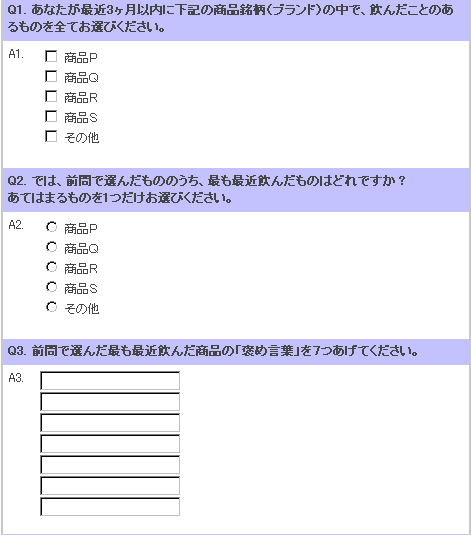 Q1. あなたが最近3ヶ月以内に下記の商品銘柄(ブランド)の中で、飲んだことのあ
るものを全てお選びください。
A1.
商品P
商品Q
商品R
商品S
その他
Q2. では、前問で選んだもののうち、最も最近飲んだものはどれですか？
あてはまるものを1つだけお選びください。
A2.
商品P
商品Q
商品R
商品S
その他
Q3. 前問で選んだ最も最近飲んだ商品の「褒め言葉」を7つあげてください。
A3.